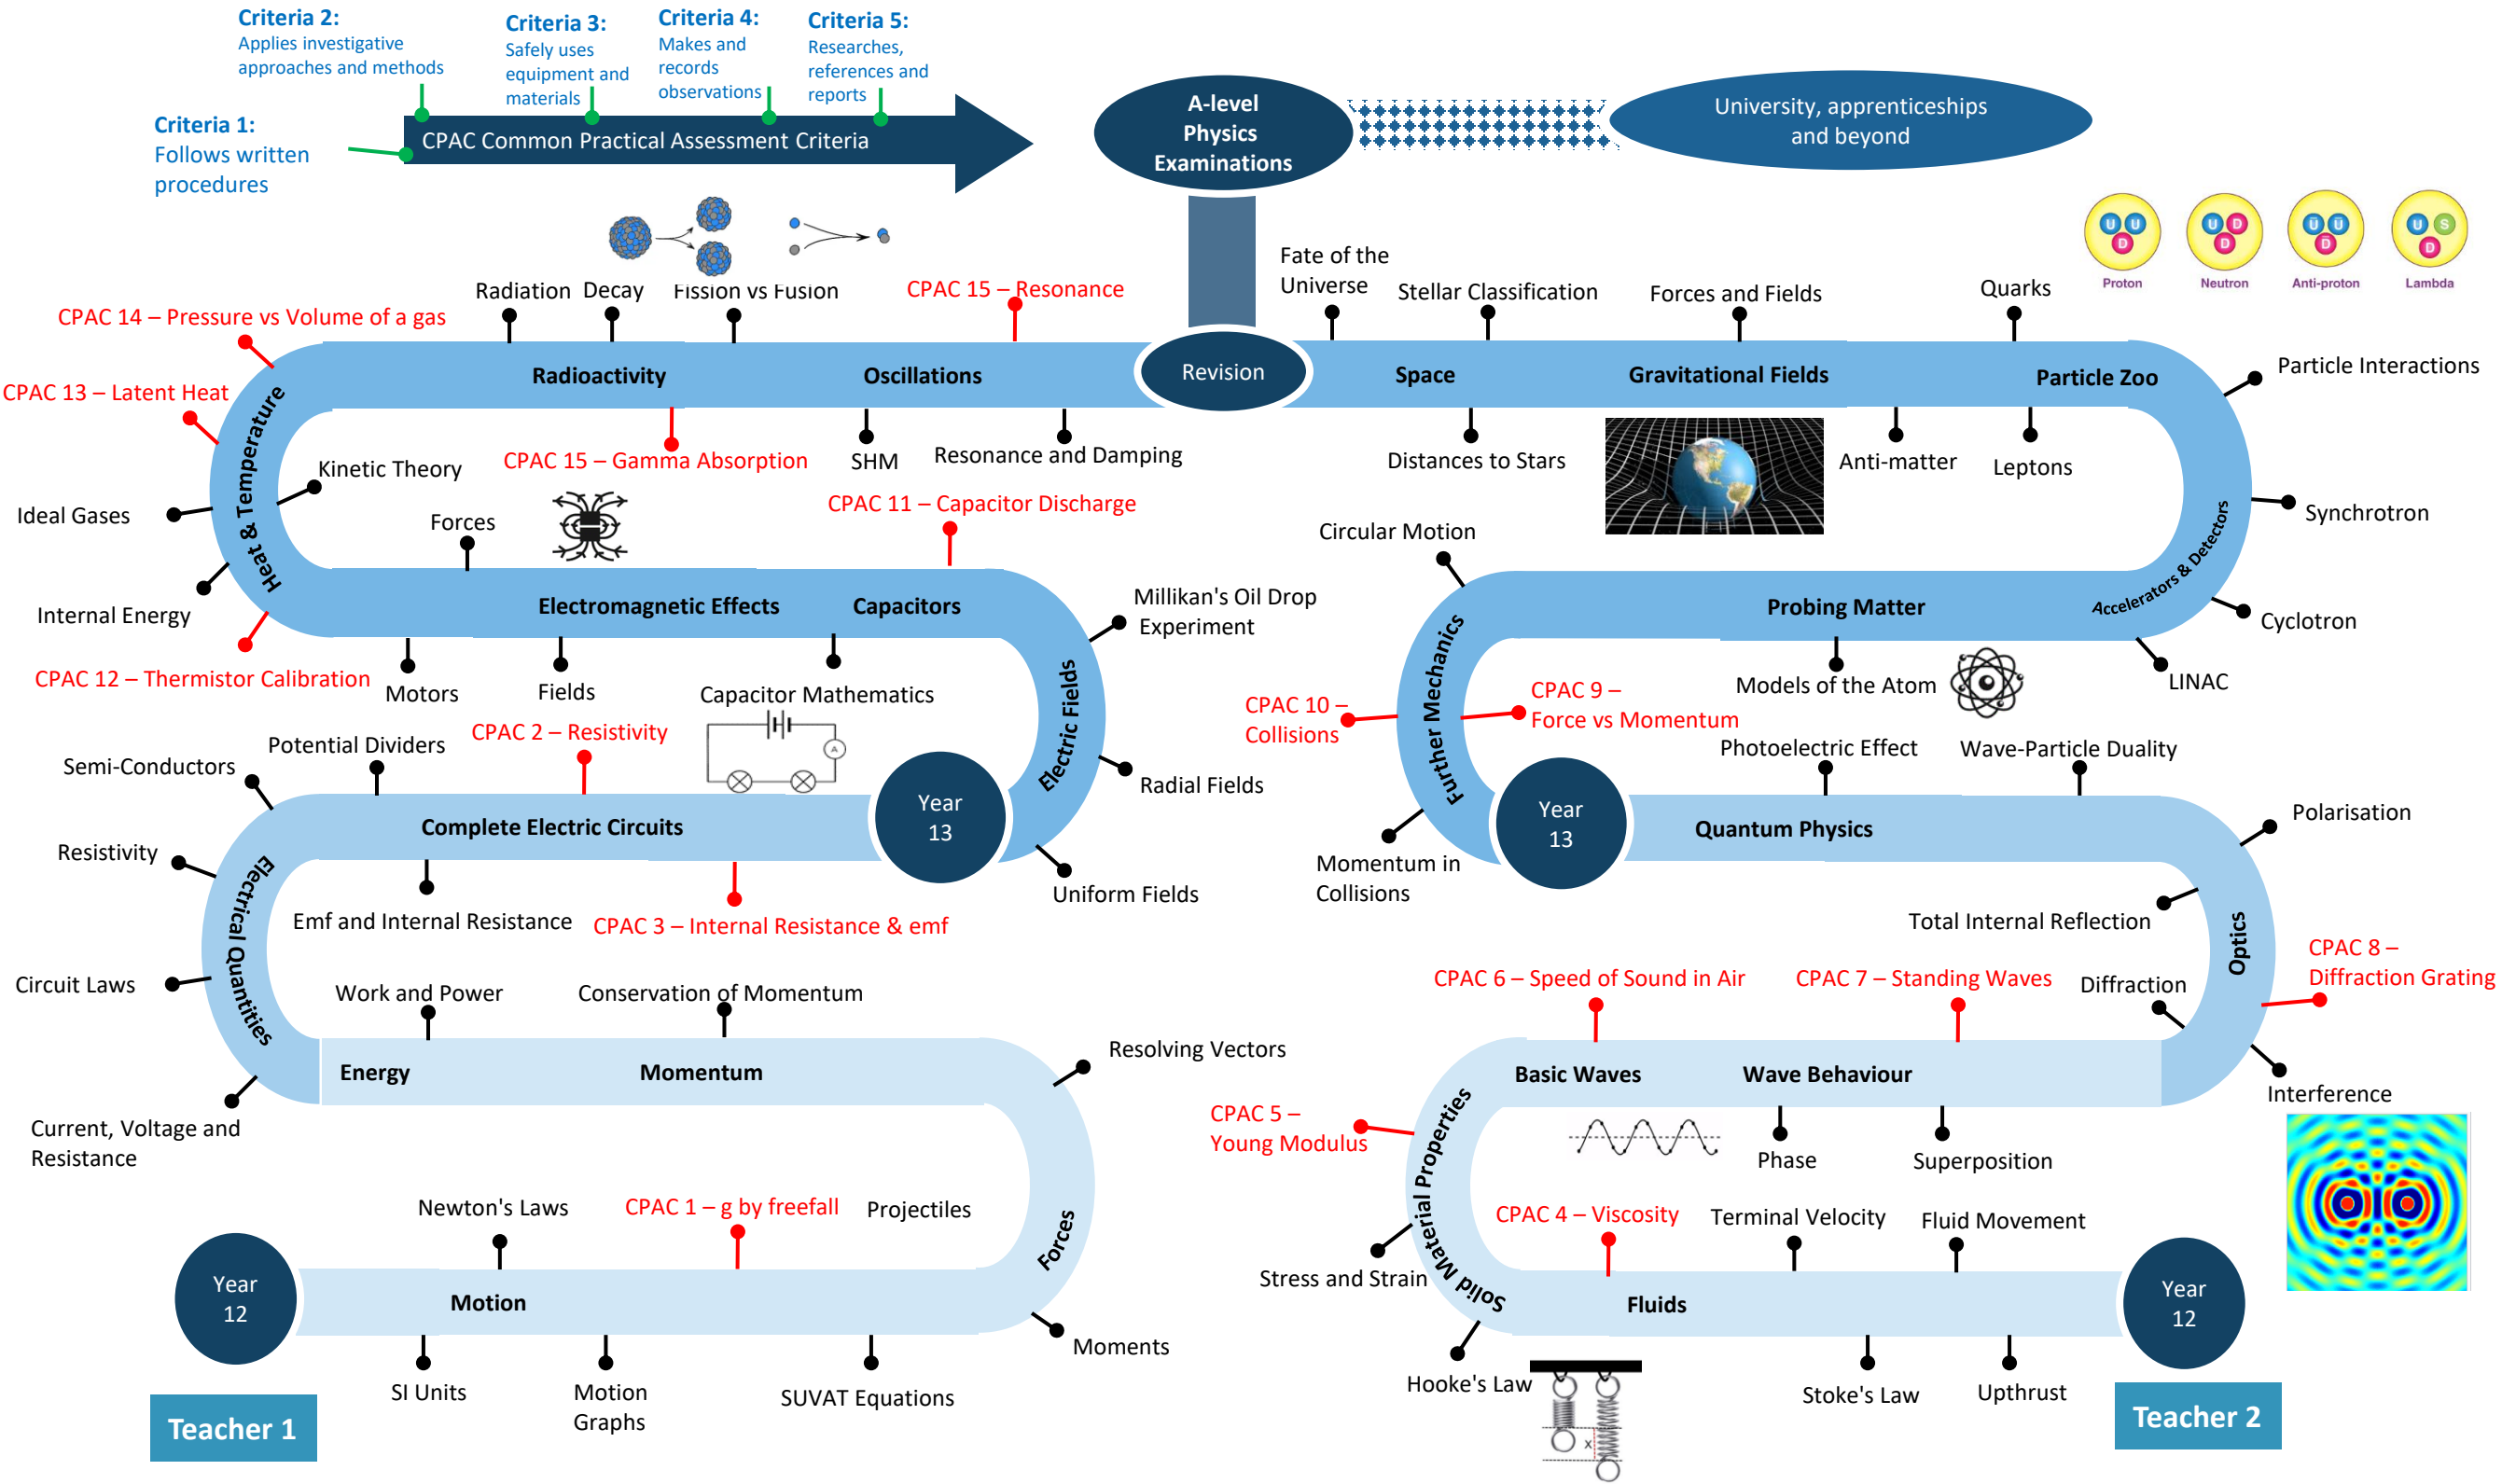 Criteria 2:
Applies investigative
approaches and methods
Criteria 3:
Safely uses
equipment and
materials
Criteria 4:
Makes and
records
observations
Criteria 5:
Researches,
references and
reports
Criteria 1:
Follows written
procedures
CPAC Common Practical Assessment Criteria
A-level
Physics
Examinations
University, apprenticeships
and beyond
U U
D
Proton
U D
D
Neutron
Ū Ū
D̄
Anti-proton
U S
D
Lambda
Radiation
Decay
Fission vs Fusion
CPAC 15 – Resonance
Fate of the
Universe
Stellar Classification
Forces and Fields
Quarks
CPAC 14 – Pressure vs Volume of a gas
CPAC 13 – Latent Heat
Radioactivity
Oscillations
Revision
Space
Gravitational Fields
Particle Zoo
Particle Interactions
Heat & Temperature
Kinetic Theory
CPAC 15 – Gamma Absorption
SHM
Resonance and Damping
Distances to Stars
Anti-matter
Leptons
Ideal Gases
Forces
CPAC 11 – Capacitor Discharge
Circular Motion
Synchrotron
Accelerators & Detectors
Internal Energy
Electromagnetic Effects
Capacitors
Millikan's Oil Drop
Experiment
Probing Matter
Cyclotron
CPAC 12 – Thermistor Calibration
Motors
Fields
Capacitor Mathematics
Electric Fields
Further Mechanics
CPAC 10 –
Collisions
CPAC 9 –
Force vs Momentum
Models of the Atom
LINAC
Semi-Conductors
Potential Dividers
CPAC 2 – Resistivity
A
Radial Fields
Photoelectric Effect
Wave-Particle Duality
Resistivity
Complete Electric Circuits
Year
13
Year
13
Quantum Physics
Polarisation
Electrical Quantities
Emf and Internal Resistance
CPAC 3 – Internal Resistance & emf
Uniform Fields
Momentum in
Collisions
Total Internal Reflection
Optics
Circuit Laws
Work and Power
Conservation of Momentum
CPAC 6 – Speed of Sound in Air
CPAC 7 – Standing Waves
Diffraction
CPAC 8 –
Diffraction Grating
Energy
Momentum
Resolving Vectors
Basic Waves
Wave Behaviour
Interference
Current, Voltage and
Resistance
CPAC 5 –
Young Modulus
Solid Material Properties
Phase
Superposition
Newton's Laws
CPAC 1 – g by freefall
Projectiles
Forces
CPAC 4 – Viscosity
Terminal Velocity
Fluid Movement
Stress and Strain
Year
12
Motion
Fluids
Year
12
Moments
Hooke's Law
SI Units
Motion
Graphs
SUVAT Equations
Stoke's Law
Upthrust
x
Teacher 1
Teacher 2